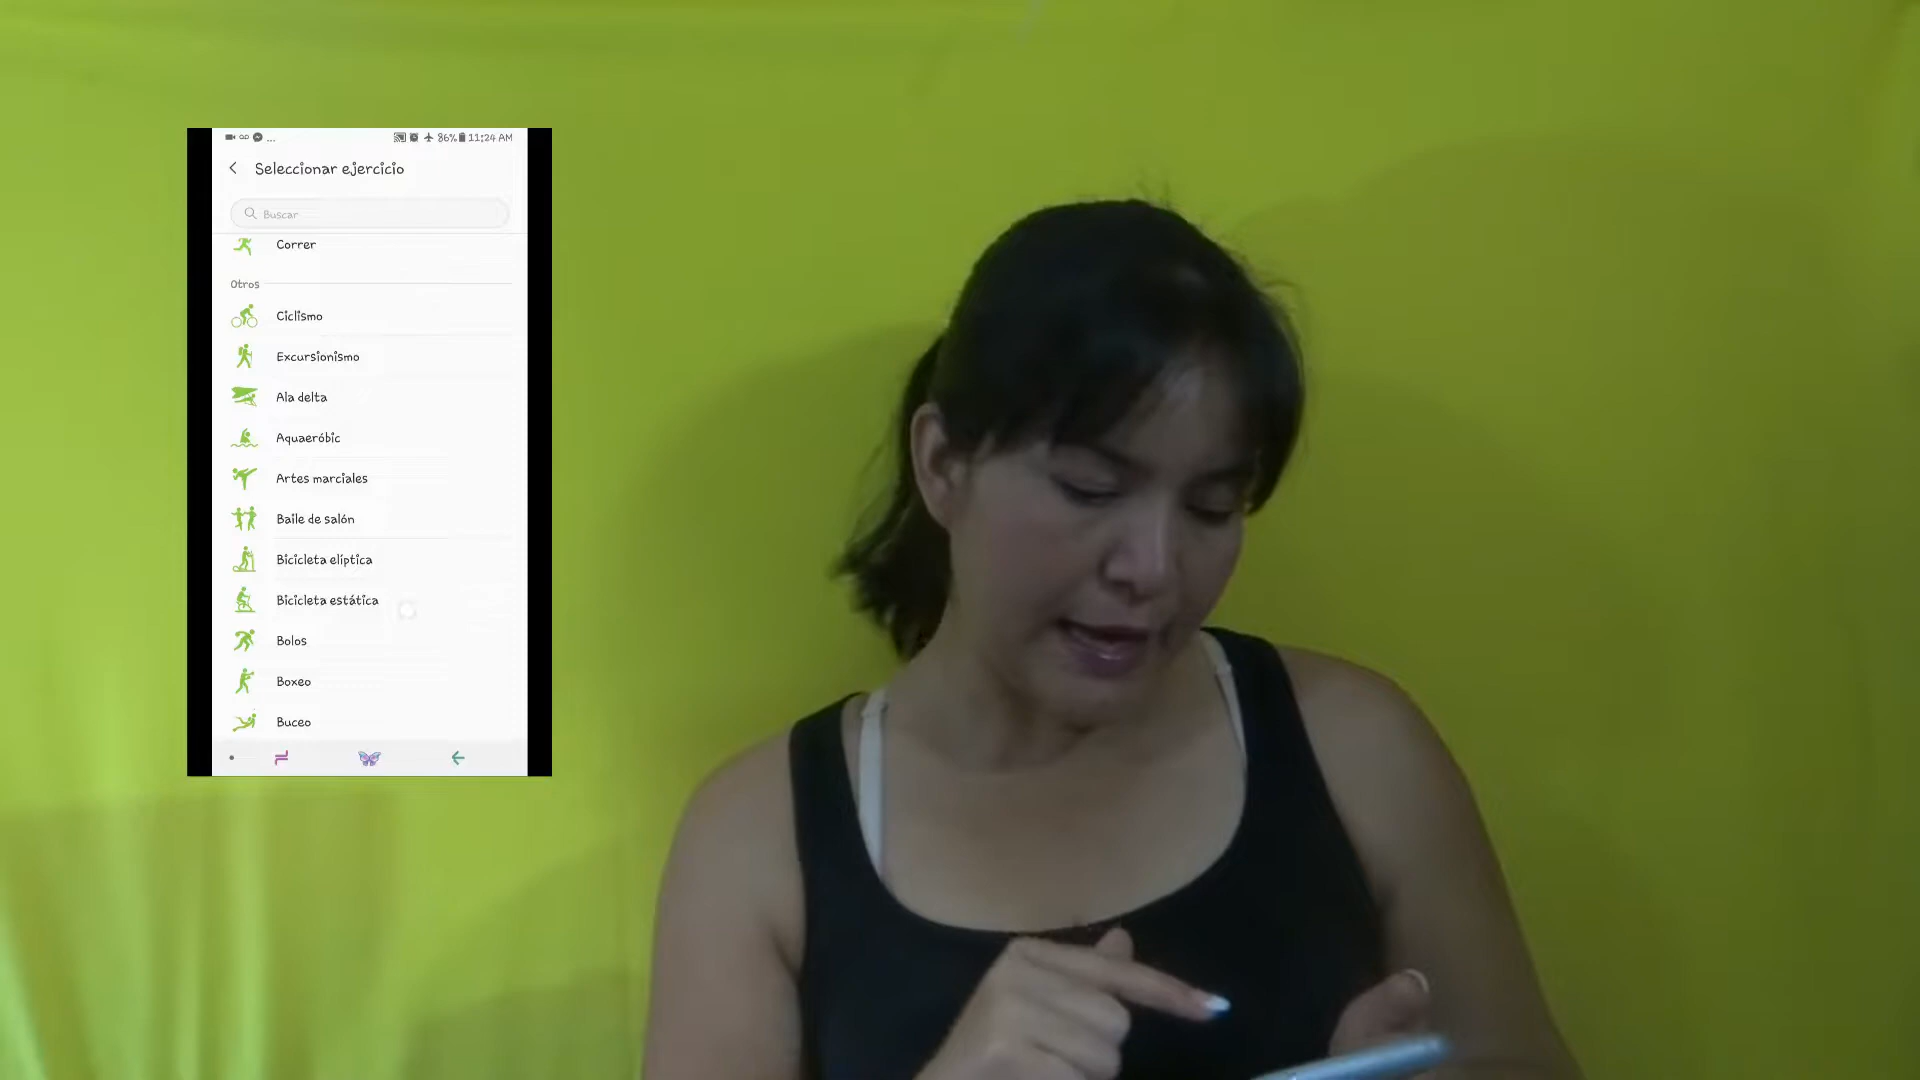 ... 86% 11:24 AM
Seleccionar ejercicio
Buscar
Correr
Otros
Ciclismo
Excursionismo
Ala delta
Aquaeróbic
Artes marciales
Baile de salón
Bicicleta elíptica
Bicicleta estática
Bolos
Boxeo
Buceo